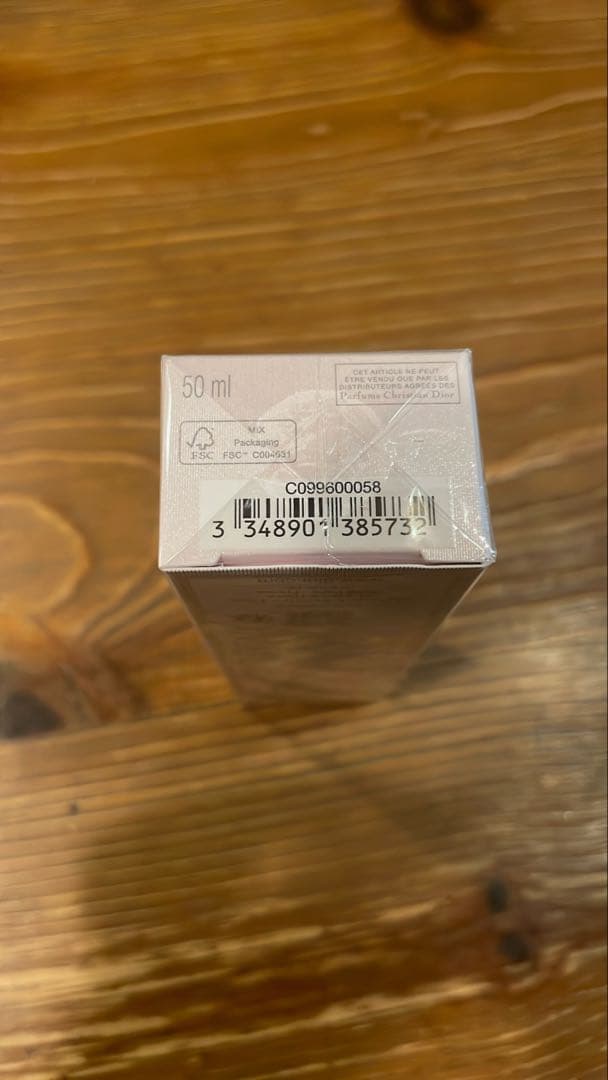 50 ml
CET ARTICLE NE PEUT
ÊTRE VENDU QUE PAR LES
DISTRIBUTEURS AGRÉÉS DES
Parfums Christian Dior
MIX
Packaging
FSC
FSC™ C004031
C099600058
3 348901 385732